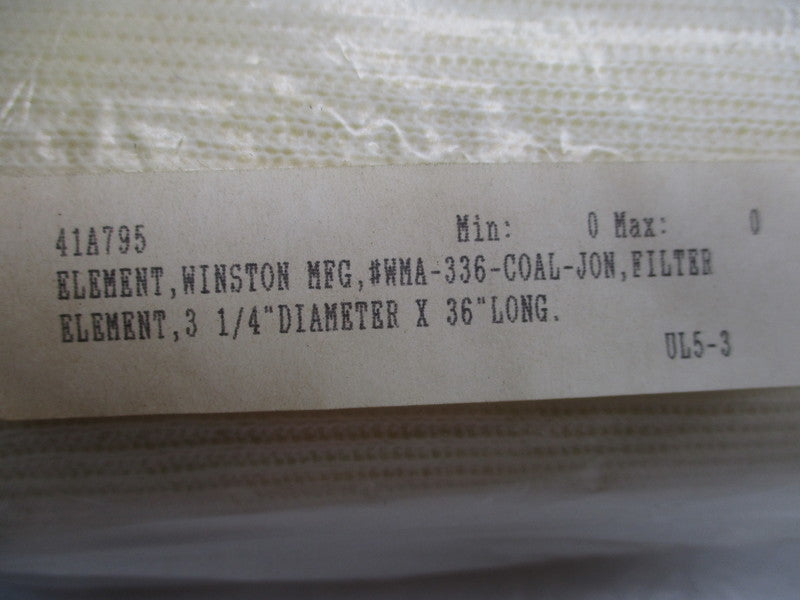 41A795 Min: 0 Max: 0
ELEMENT,WINSTON MFG,#WMA-336-COAL-JON,FILTER
ELEMENT,3 1/4"DIAMETER X 36"LONG.
UL5-3